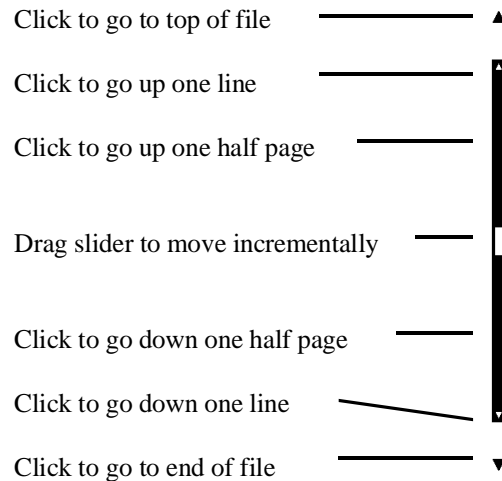 Click to go to top of file
Click to go up one line
Click to go up one half page
Drag slider to move incrementally
Click to go down one half page
Click to go down one line
Click to go to end of file